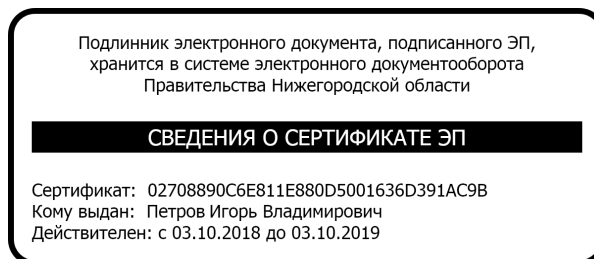 Подлинник электронного документа, подписанного ЭП,
хранится в системе электронного документооборота
Правительства Нижегородской области
СВЕДЕНИЯ О СЕРТИФИКАТЕ ЭП
Сертификат: 02708890C6E811E880D5001636D391AC9B
Кому выдан: Петров Игорь Владимирович
Действителен: с 03.10.2018 до 03.10.2019